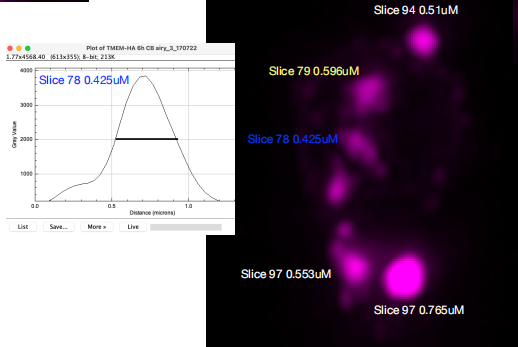 Slice 94 0.51uM
Plot of TMEM-HA 6h C8 airy_3_170722
1.77x4568.40 (613x355); 8-bit; 213K
Slice 78 0.425uM
Slice 79 0.596uM
4000
3000
2000
1000
0.0
0.5
1.0
Gray Value
Distance (microns)
List
Save...
More »
Live
Slice 78 0.425uM
Slice 97 0.553uM
Slice 97 0.765uM